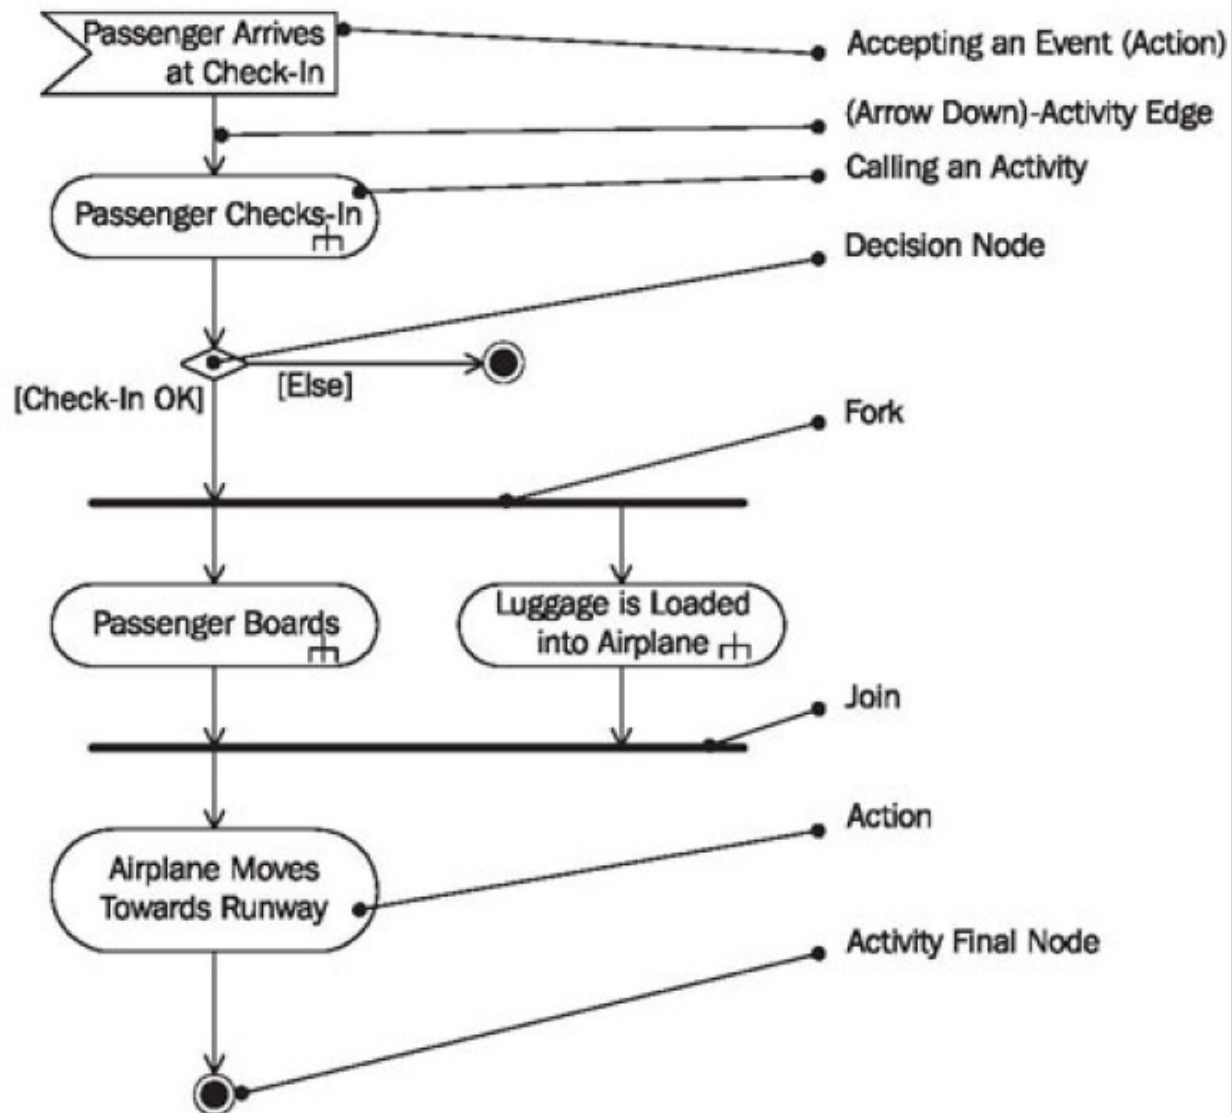 Passenger Arrives
at Check-In
Accepting an Event (Action)
(Arrow Down)-Activity Edge
Calling an Activity
Passenger Checks-In
Decision Node
[Check-In OK]
[Else]
Fork
Passenger Boards
Luggage is Loaded
into Airplane
Join
Action
Airplane Moves
Towards Runway
Activity Final Node